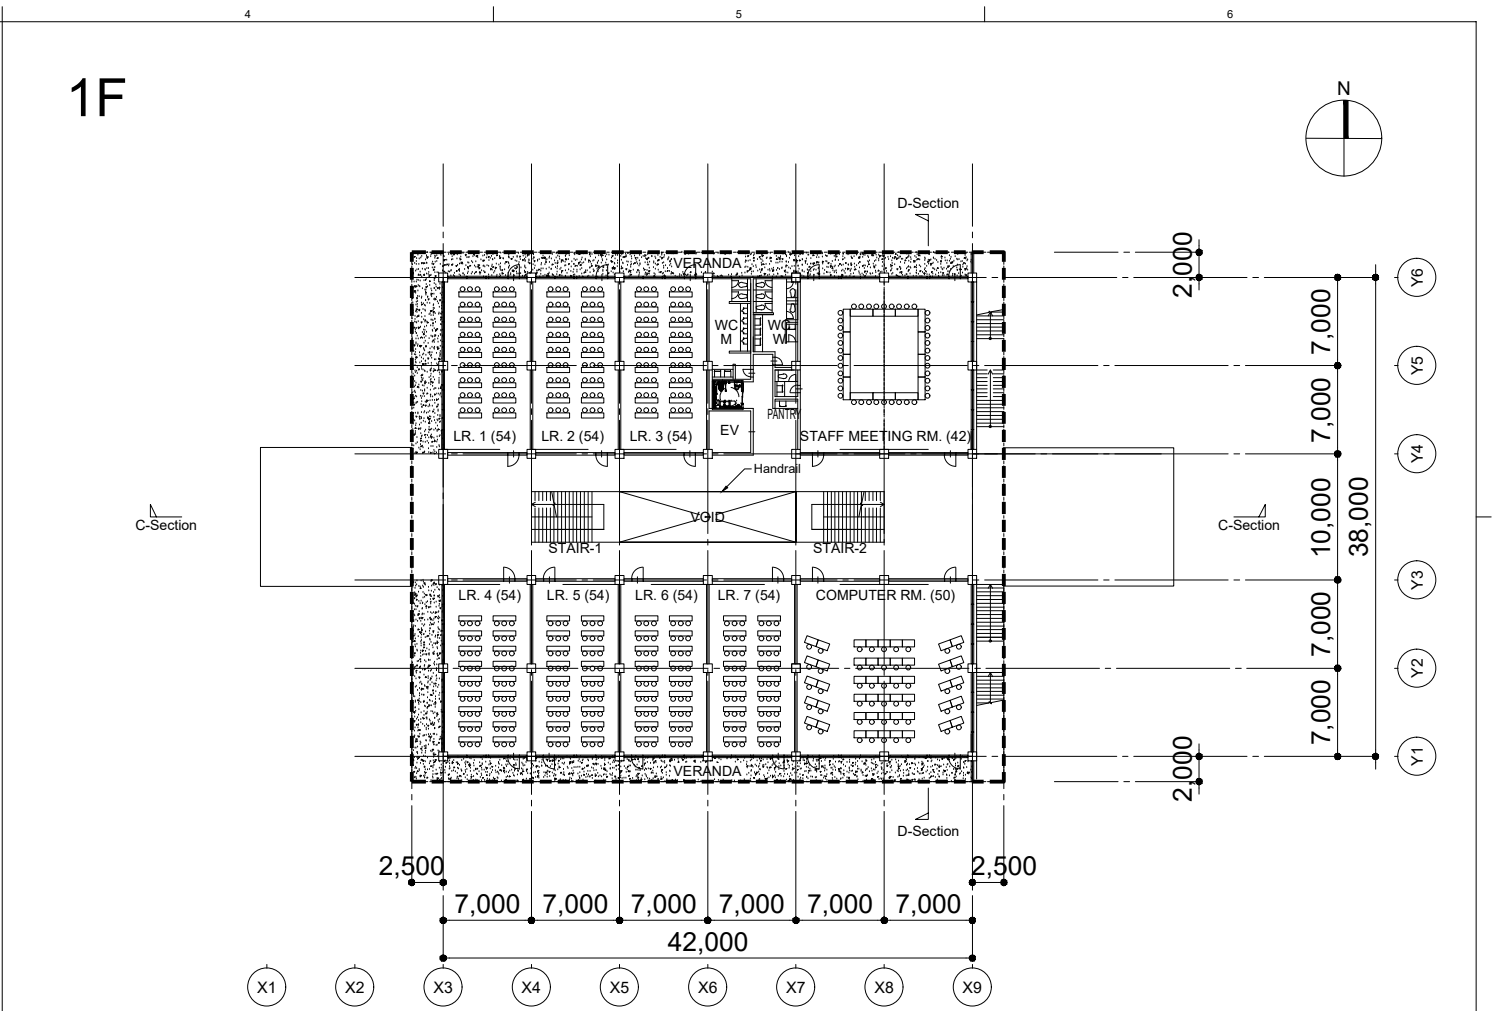 4 5 6
1F
N
D-Section
2,000
VERANDA
Y6
7,000
WC M
WC W
Y5
7,000
PANTRY
LR. 1 (54) LR. 2 (54) LR. 3 (54) EV STAFF MEETING RM. (42)
Y4
Handrail
C-Section VOID C-Section
10,000
38,000
STAIR-1 STAIR-2
Y3
LR. 4 (54) LR. 5 (54) LR. 6 (54) LR. 7 (54) COMPUTER RM. (50)
7,000
Y2
7,000
Y1
VERANDA
2,000
D-Section
2,500 2,500
7,000 7,000 7,000 7,000 7,000 7,000
42,000
X1 X2 X3 X4 X5 X6 X7 X8 X9